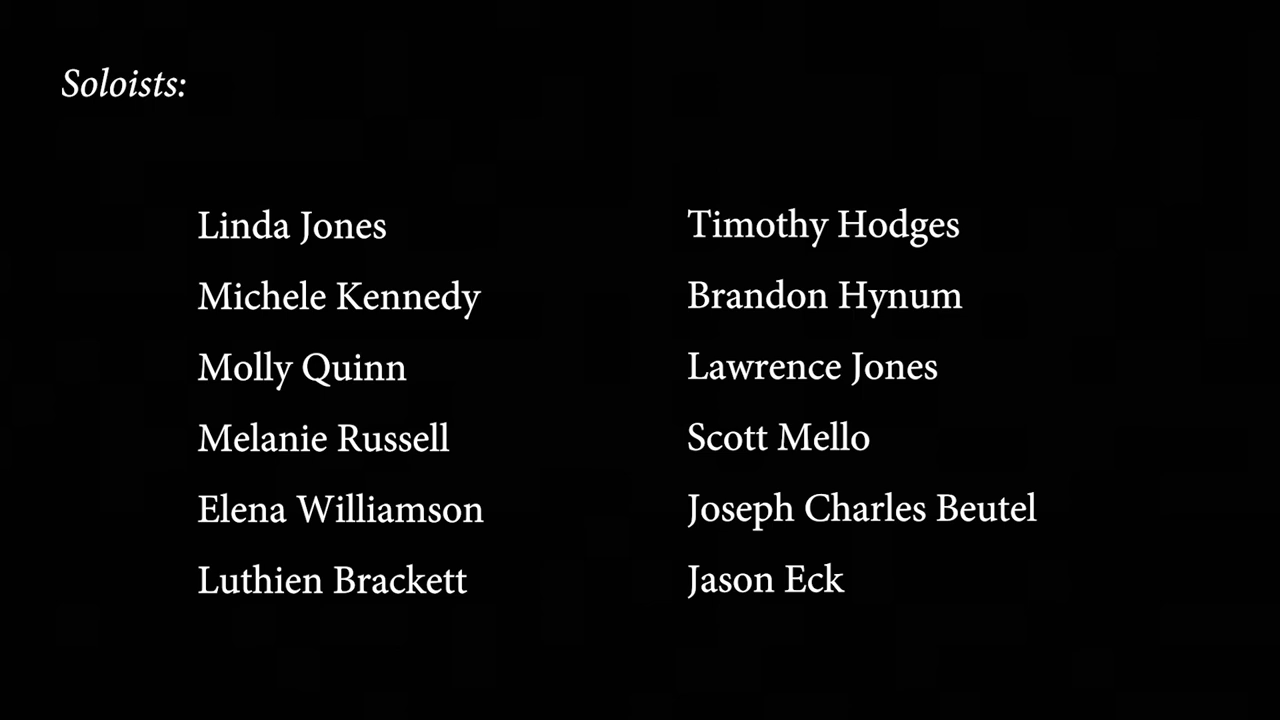 Soloists:
Linda Jones
Michele Kennedy
Molly Quinn
Melanie Russell
Elena Williamson
Luthien Brackett
Timothy Hodges
Brandon Hynum
Lawrence Jones
Scott Mello
Joseph Charles Beutel
Jason Eck